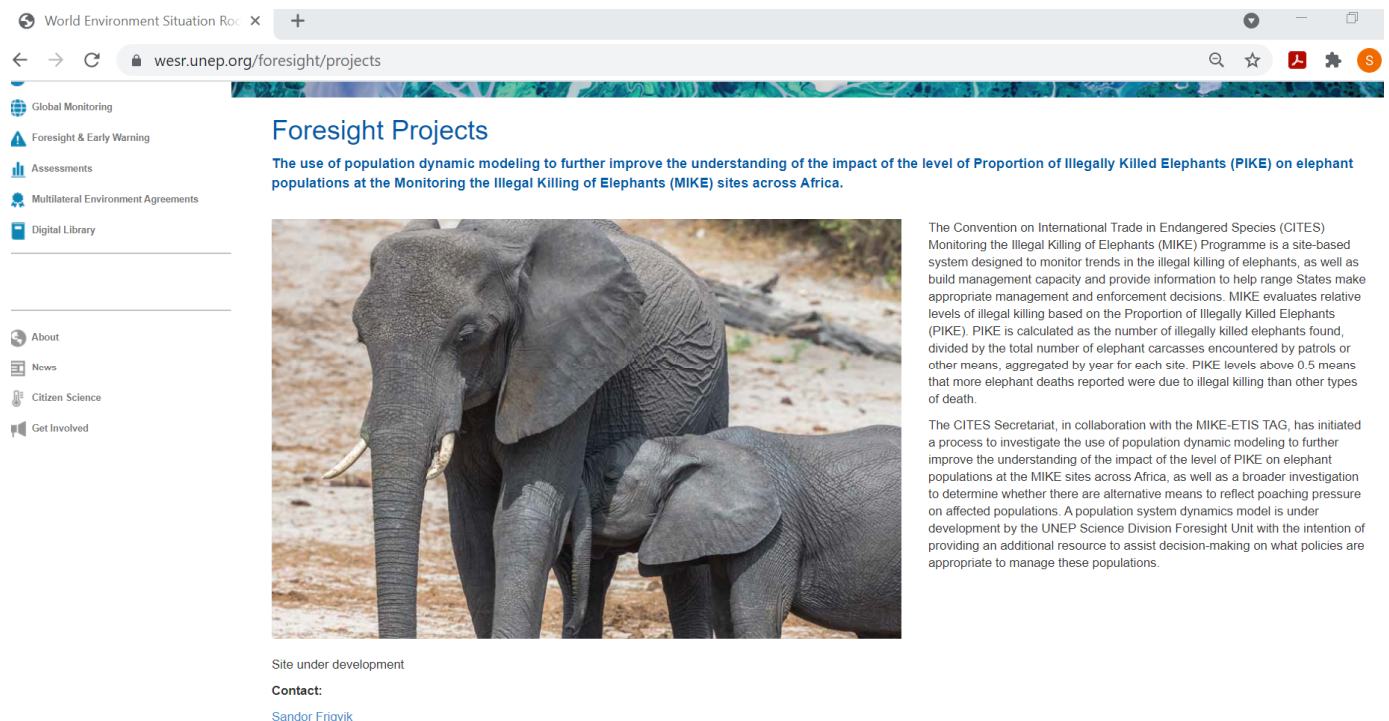 World Environment Situation Roo
wesr.unep.org/foresight/projects
S
Global Monitoring
Foresight & Early Warning
Assessments
Multilateral Environment Agreements
Digital Library
About
News
Citizen Science
Get Involved
Foresight Projects
The use of population dynamic modeling to further improve the understanding of the impact of the level of Proportion of Illegally Killed Elephants (PIKE) on elephant
populations at the Monitoring the Illegal Killing of Elephants (MIKE) sites across Africa.
The Convention on International Trade in Endangered Species (CITES)
Monitoring the Illegal Killing of Elephants (MIKE) Programme is a site-based
system designed to monitor trends in the illegal killing of elephants, as well as
build management capacity and provide information to help range States make
appropriate management and enforcement decisions. MIKE evaluates relative
levels of illegal killing based on the Proportion of Illegally Killed Elephants
(PIKE). PIKE is calculated as the number of illegally killed elephants found,
divided by the total number of elephant carcasses encountered by patrols or
other means, aggregated by year for each site. PIKE levels above 0.5 means
that more elephant deaths reported were due to illegal killing than other types
of death.
The CITES Secretariat, in collaboration with the MIKE-ETIS TAG, has initiated
a process to investigate the use of population dynamic modeling to further
improve the understanding of the impact of the level of PIKE on elephant
populations at the MIKE sites across Africa, as well as a broader investigation
to determine whether there are alternative means to reflect poaching pressure
on affected populations. A population system dynamics model is under
development by the UNEP Science Division Foresight Unit with the intention of
providing an additional resource to assist decision-making on what policies are
appropriate to manage these populations.
Site under development
Contact:
Sandor Frigyik